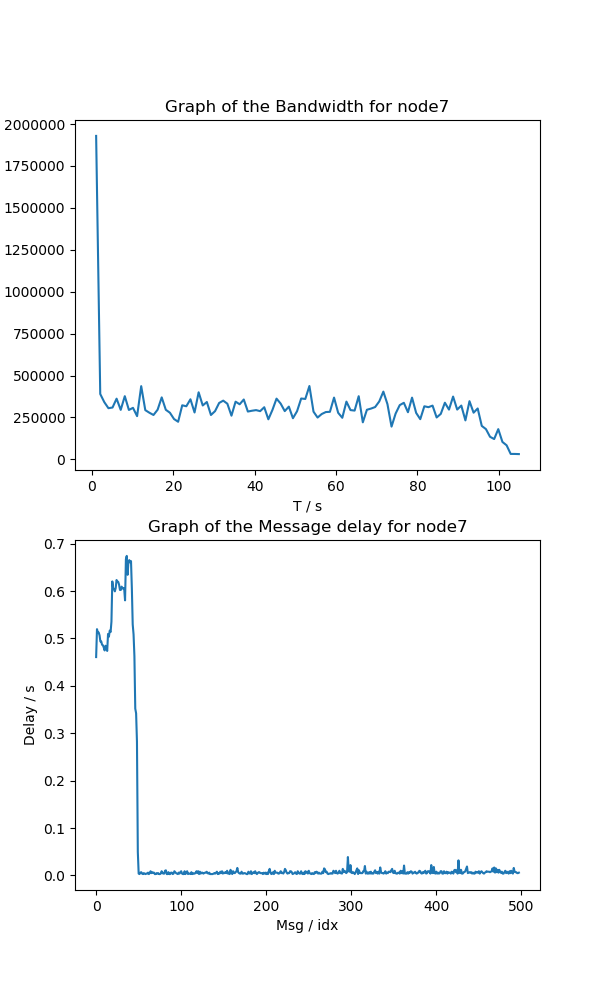 Graph of the Bandwidth for node7
2000000
1750000
1500000
1250000
1000000
750000
500000
250000
0
0 20 40 60 80 100
T / s
Graph of the Message delay for node7
0.7
0.6
0.5
0.4
0.3
0.2
0.1
0.0
Delay / s
0 100 200 300 400 500
Msg / idx